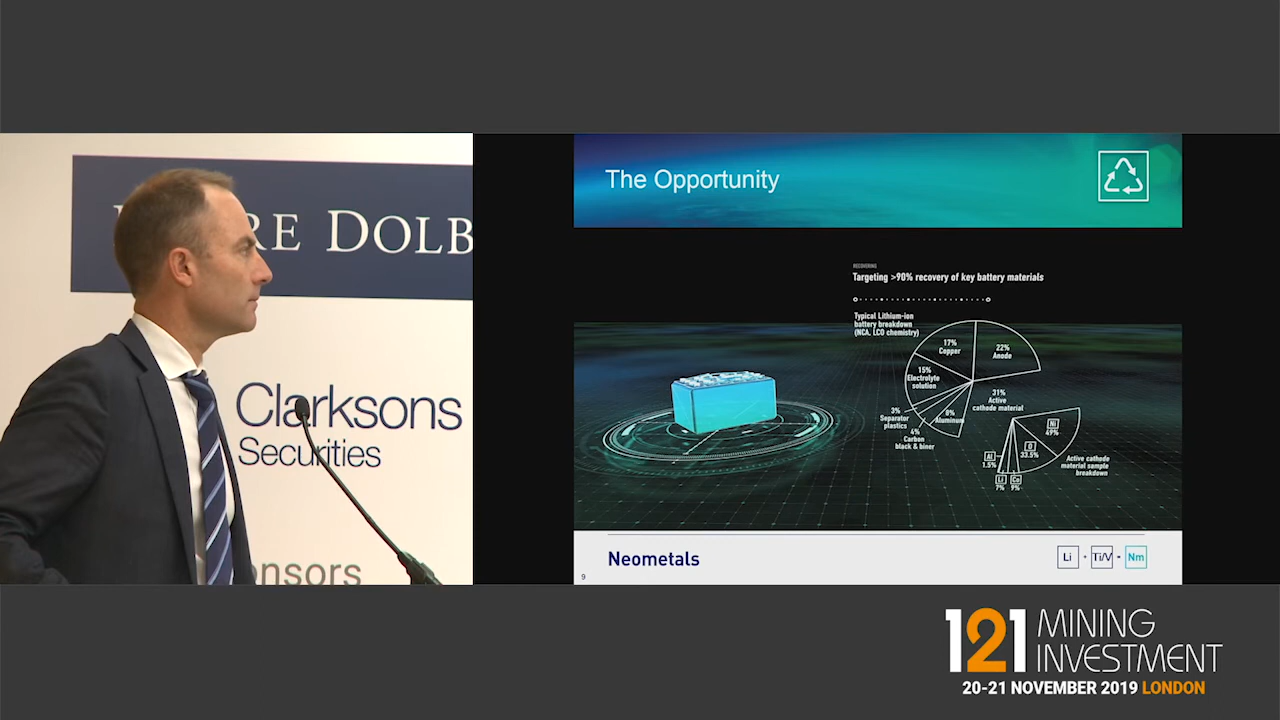 RE DOLB
Clarksons
Securities
onsors
The Opportunity
RECOVERING
Targeting >90% recovery of key battery materials
Typical Lithium-ion
battery breakdown
(NCA, LCO chemistry)
17%
Copper
22%
Anode
15%
Electrolyte
solution
31%
Active
cathode material
3%
Separator
plastics
8%
Aluminum
4%
Carbon
black & biner
Ni
49%
O
33.5%
Al
1.5%
Active cathode
material sample
breakdown
Li
7%
Co
9%
Neometals
Li • Ti/V • Nm
9
121 MINING
INVESTMENT
20-21 NOVEMBER 2019 LONDON